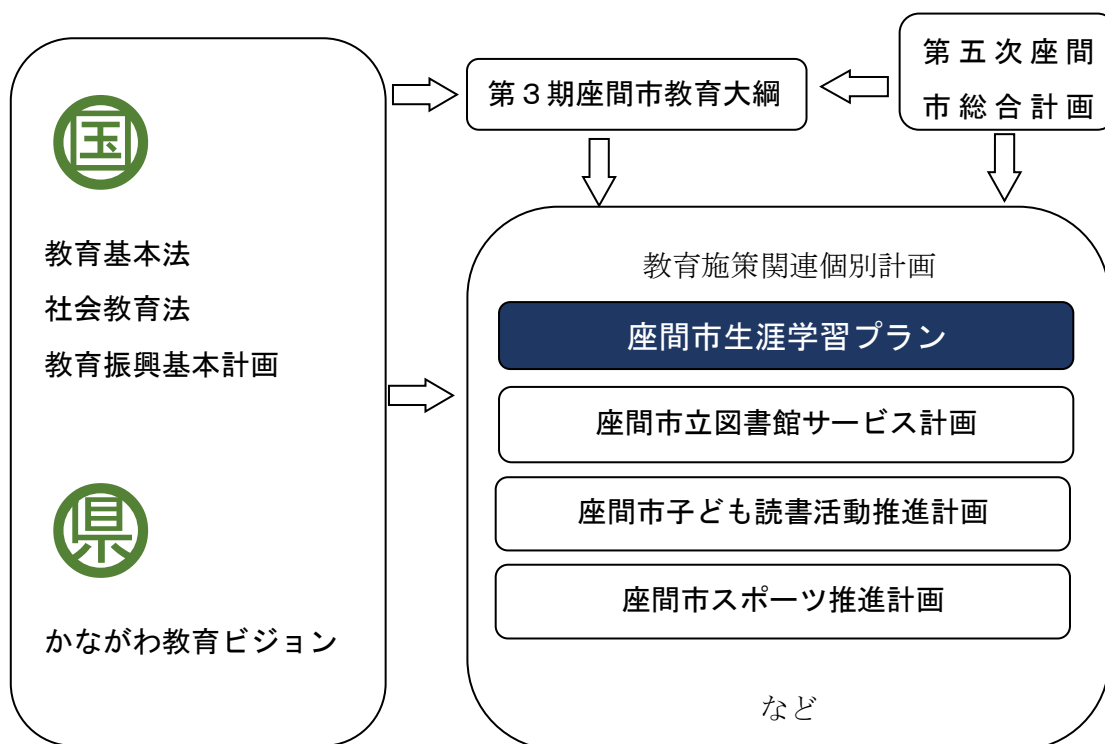 国
教育基本法
社会教育法
教育振興基本計画
県
かながわ教育ビジョン
第３期座間市教育大綱
第五次座間
市総合計画
教育施策関連個別計画
座間市生涯学習プラン
座間市立図書館サービス計画
座間市子ども読書活動推進計画
座間市スポーツ推進計画
など